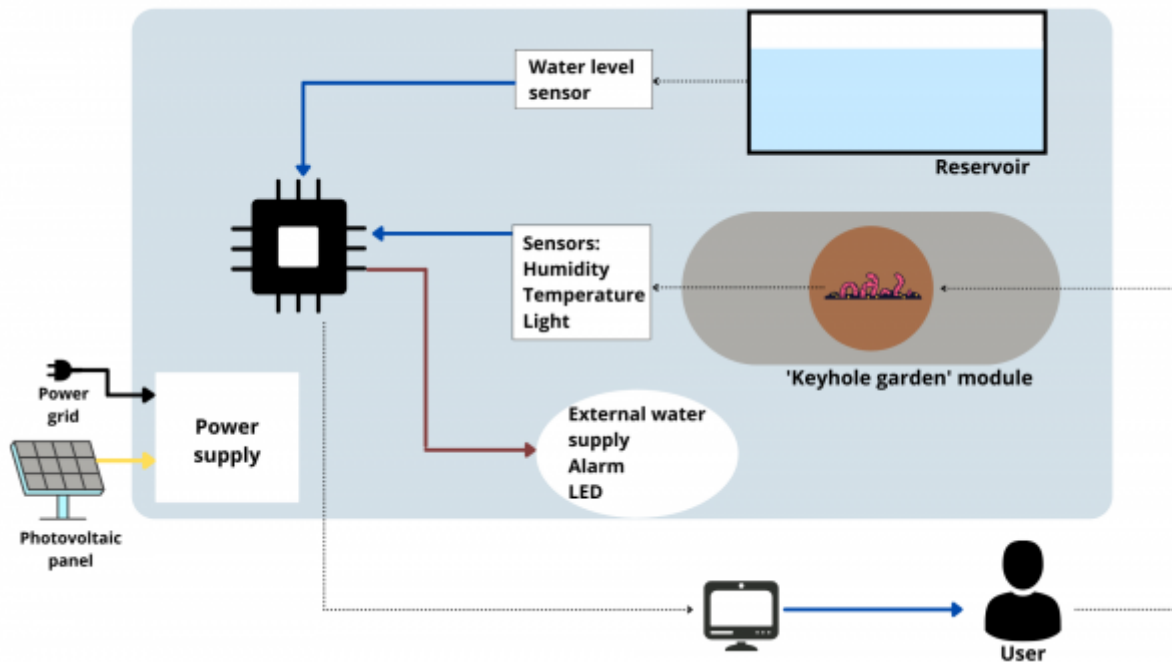 Water level
sensor
Reservoir
Sensors:
Humidity
Temperature
Light
'Keyhole garden' module
Power
grid
Power
supply
External water
supply
Alarm
LED
Photovoltaic
panel
User